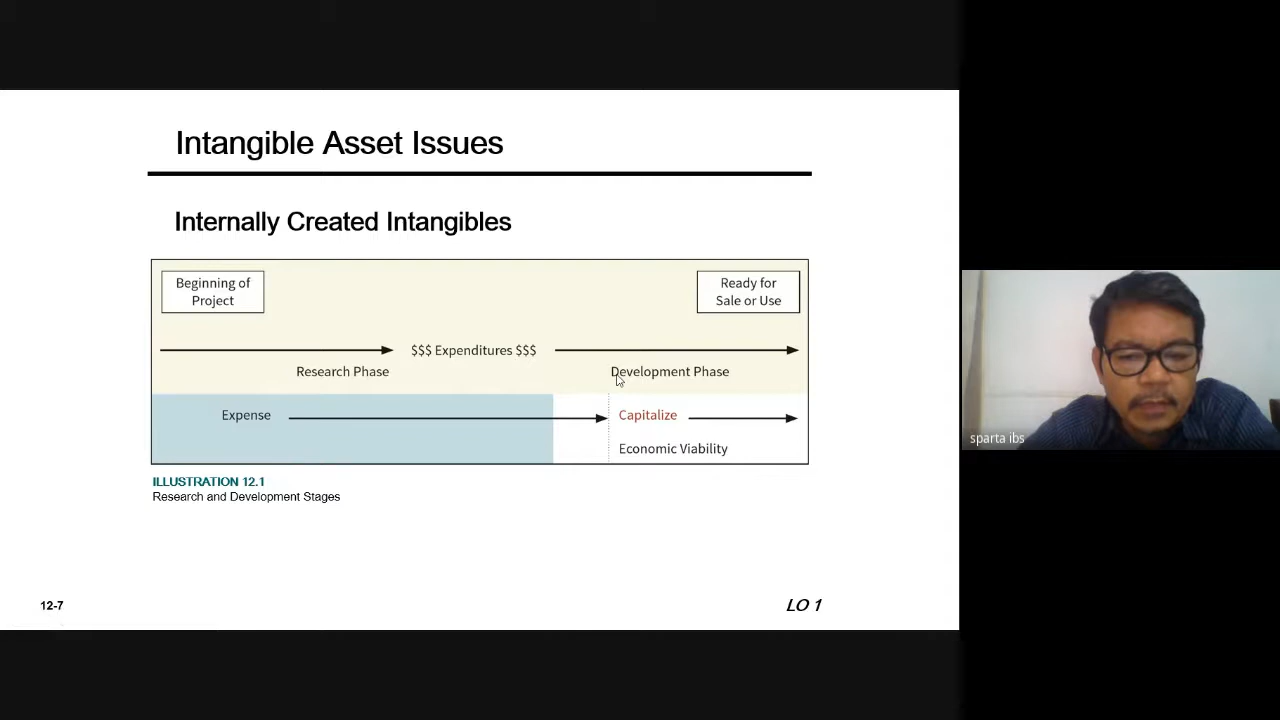 Intangible Asset Issues
Internally Created Intangibles
Beginning of
Project
Ready for
Sale or Use
$$$ Expenditures $$$
Research Phase
Development Phase
Expense
Capitalize
Economic Viability
ILLUSTRATION 12.1
Research and Development Stages
12-7
LO 1
sparta ibs